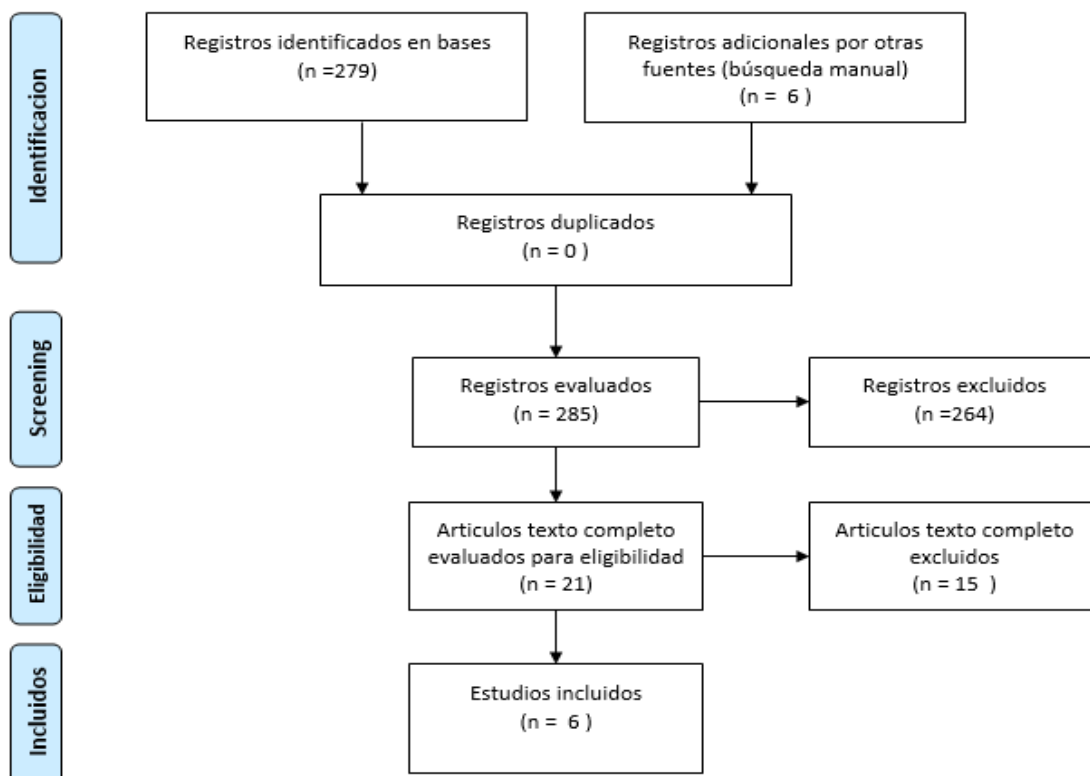 Identificacion
Registros identificados en bases
(n =279)
Registros adicionales por otras
fuentes (búsqueda manual)
(n = 6 )
Registros duplicados
(n = 0 )
Screening
Registros evaluados
(n = 285)
Registros excluidos
(n =264)
Eligibilidad
Articulos texto completo
evaluados para eligibilidad
(n = 21)
Articulos texto completo
excluidos
(n = 15 )
Incluidos
Estudios incluidos
(n = 6 )